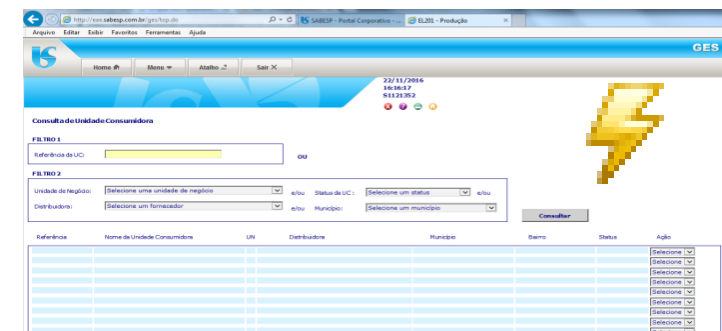 http://eas.sabesp.com.br/ges/top.do
SABESP - Portal Corporativo -...
EL201 - Produção
Arquivo Editar Exibir Favoritos Ferramentas Ajuda
GES
Home Menu Atalho Sair
22/11/2016
16:16:17
S1121352
Consulta de Unidade Consumidora
FILTRO 1
Referência da UC:
OU
FILTRO 2
Unidade de Negócio: Selecione uma unidade de negócio e/ou Status da UC: Selecione um status e/ou
Distribuidora: Selecione um fornecedor e/ou Município: Selecione um município
Consultar
Referência Nome de Unidade Consumidora UN Distribuidora Município Bairro Status Ação
Selecione
Selecione
Selecione
Selecione
Selecione
Selecione
Selecione
Selecione